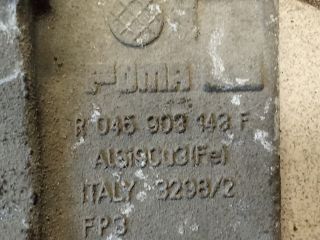 R 045 903 143 F
AlSi9Cu3(Fe)
ITALY 3298/2
FP3